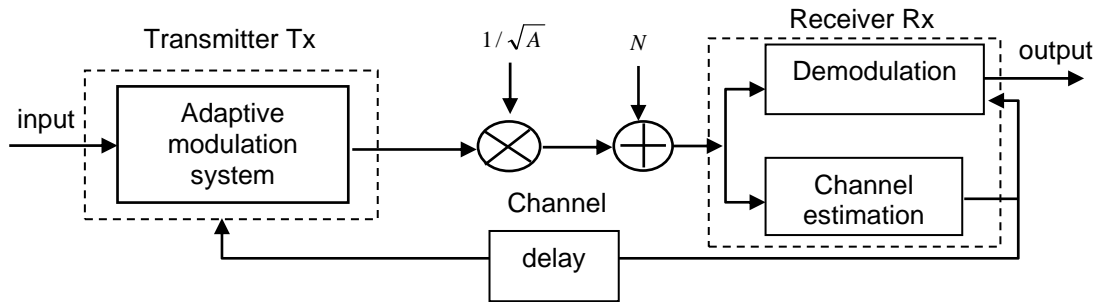 Transmitter Tx
1/√A
N
Receiver Rx
input
Adaptive
modulation
system
Channel
Demodulation
output
Channel
estimation
delay